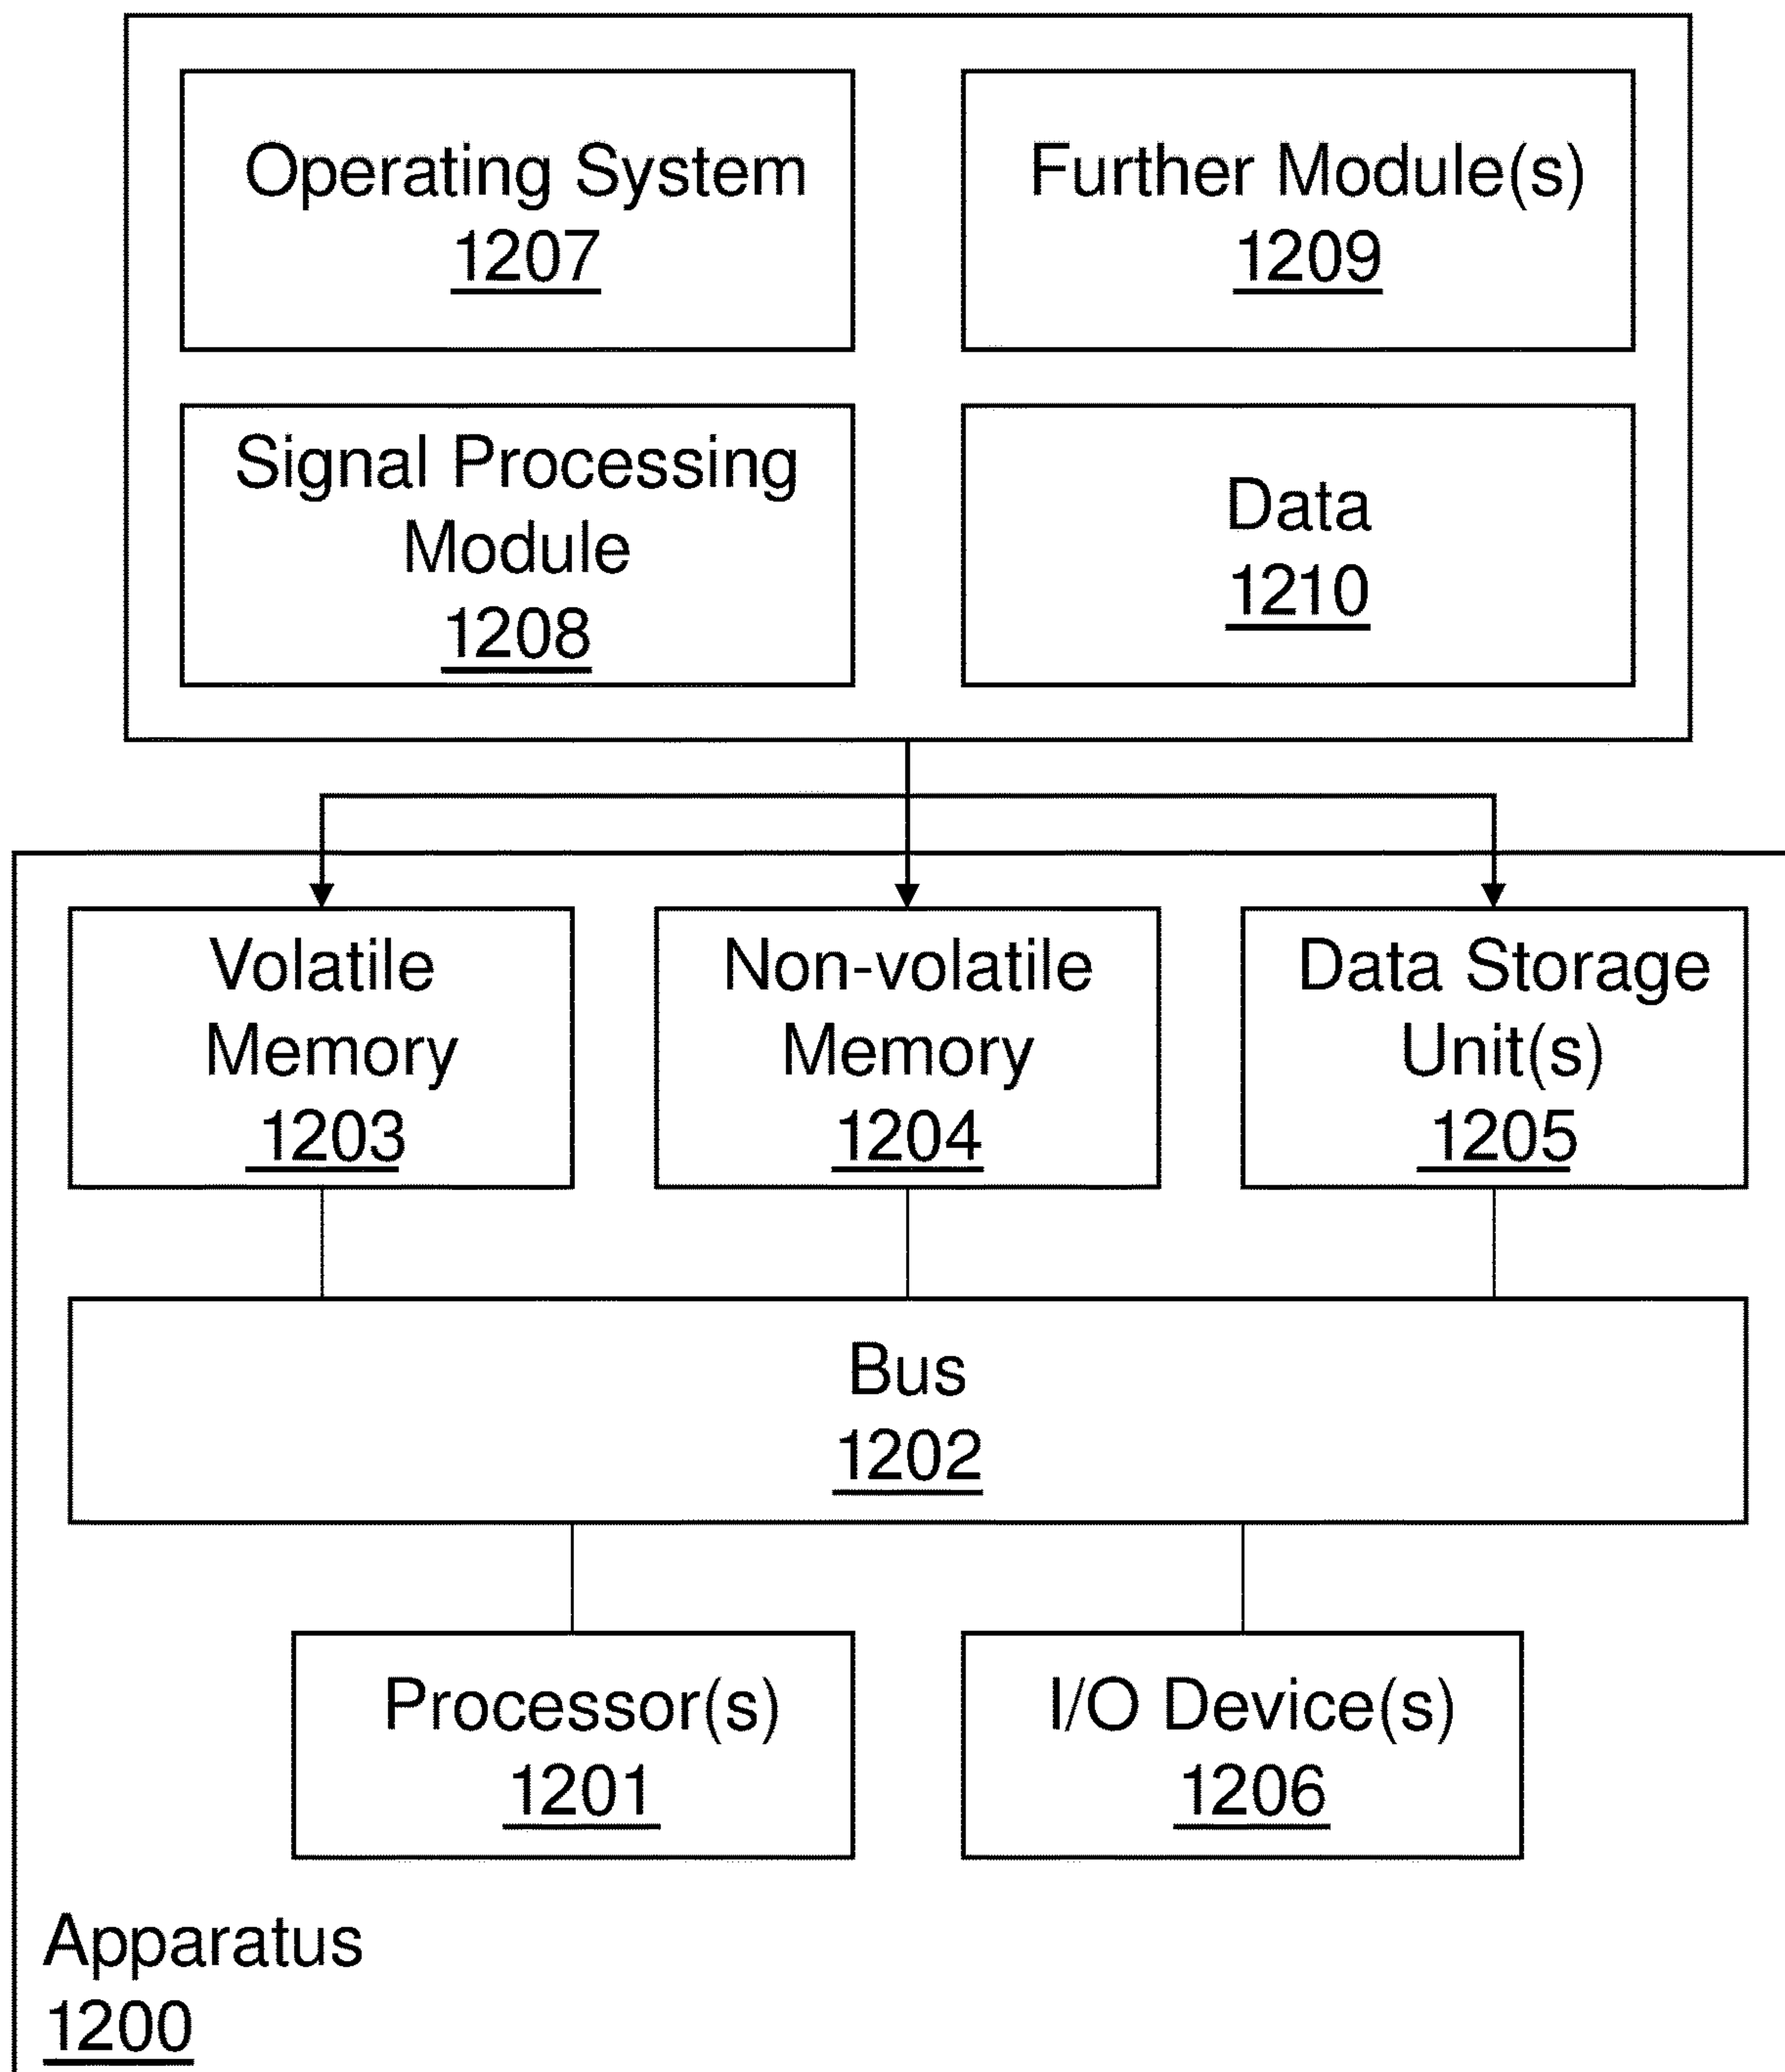 Operating System
1207
Further Module(s)
1209
Signal Processing
Module
1208
Data
1210
Volatile
Memory
1203
Non-volatile
Memory
1204
Data Storage
Unit(s)
1205
Bus
1202
Processor(s)
1201
I/O Device(s)
1206
Apparatus
1200